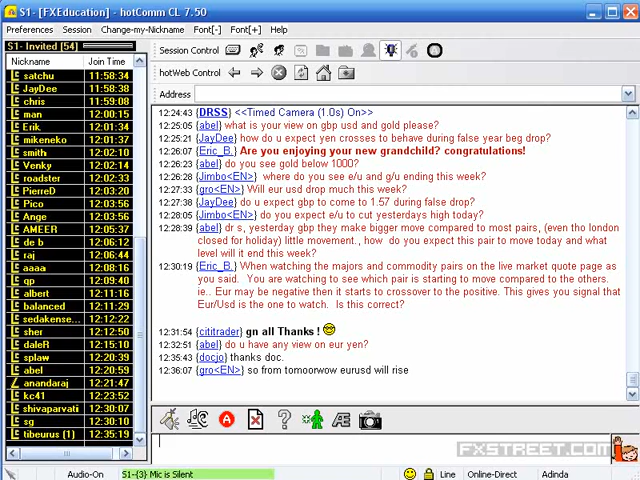 S1- [FXEducation] - hotComm CL 7.50
Preferences Session Change-my-Nickname Font[-] Font[+] Help
S1- Invited [54]
Nickname Join Time
satchu 11:58:34
JayDee 11:58:38
chris 11:59:08
man 12:00:15
Erik 12:01:34
mikeneko 12:01:37
smith 12:02:13
Venky 12:02:14
roadster 12:02:33
PierreD 12:03:20
Pico 12:03:56
Ange 12:03:56
AMEER 12:05:37
de b 12:06:12
raj 12:06:44
aaaa 12:08:16
qp 12:09:40
albert 12:11:16
balanced 12:11:29
sedakense... 12:12:22
sher 12:12:50
daleR 12:15:10
splaw 12:20:39
abel 12:20:59
anandaraj 12:21:47
kc41 12:23:52
shivaparvati 12:30:07
sg 12:30:10
tibeurus (1) 12:35:19
Session Control
hotWeb Control
Address
12:24:43 {DRSS} <<Timed Camera (1.0s) On>>
12:25:05 {abel} what is your view on gbp usd and gold please?
12:25:21 {JayDee} how do u expect yen crosses to behave during false year beg drop?
12:26:07 {Eric_B.} Are you enjoying your new grandchild? congratulations!
12:26:23 {abel} do you see gold below 1000?
12:26:28 {Jimbo<EN>} where do you see e/u and g/u ending this week?
12:27:33 {gro<EN>} Will eur usd drop much this week?
12:27:38 {JayDee} do u expect gbp to come to 1.57 during false drop?
12:28:05 {Jimbo<EN>} do you expect e/u to cut yesterdays high today?
12:28:39 {abel} dr s, yesterday gbp they make bigger move compared to most pairs, (even tho london
closed for holiday) little movement., how do you expect this pair to move today and what
level will it end this week?
12:30:19 {Eric_B.} When watching the majors and commodity pairs on the live market quote page as
you said. You are watching to see which pair is starting to move compared to the others.
ie.. Eur may be negative then it starts to crossover to the positive. This gives you signal that
Eur/Usd is the one to watch. Is this correct?
12:31:54 {cititrader} gn all Thanks !
12:32:51 {abel} do u have any view on eur yen?
12:35:43 {docjo} thanks doc.
12:36:07 {gro<EN>} so from tomoorwow eurusd will rise
FXSTREET.COM
Audio-On S1-{3} Mic is Silent Line Online-Direct Adinda